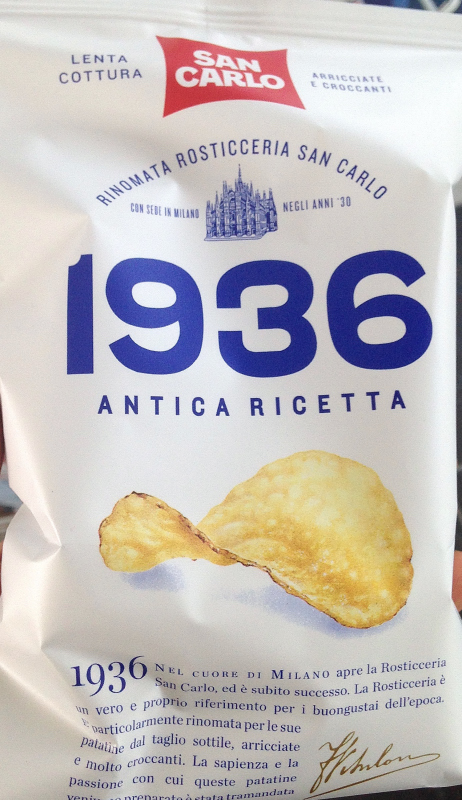 LENTA
COTTURA
SAN
CARLO
ARRICCIATE
E CROCCANTI
RINOMATA ROSTICCERIA SAN CARLO
CON SEDE IN MILANO NEGLI ANNI '30
1936
ANTICA RICETTA
1936 NEL CUORE DI MILANO apre la Rosticceria
San Carlo, ed è subito successo. La Rosticceria è
un vero e proprio riferimento per i buongustai dell'epoca.
È particolarmente rinomata per le sue
patatine dal taglio sottile, arricciate
e molto croccanti. La sapienza e la
passione con cui queste patatine
preparate è stata tramandata